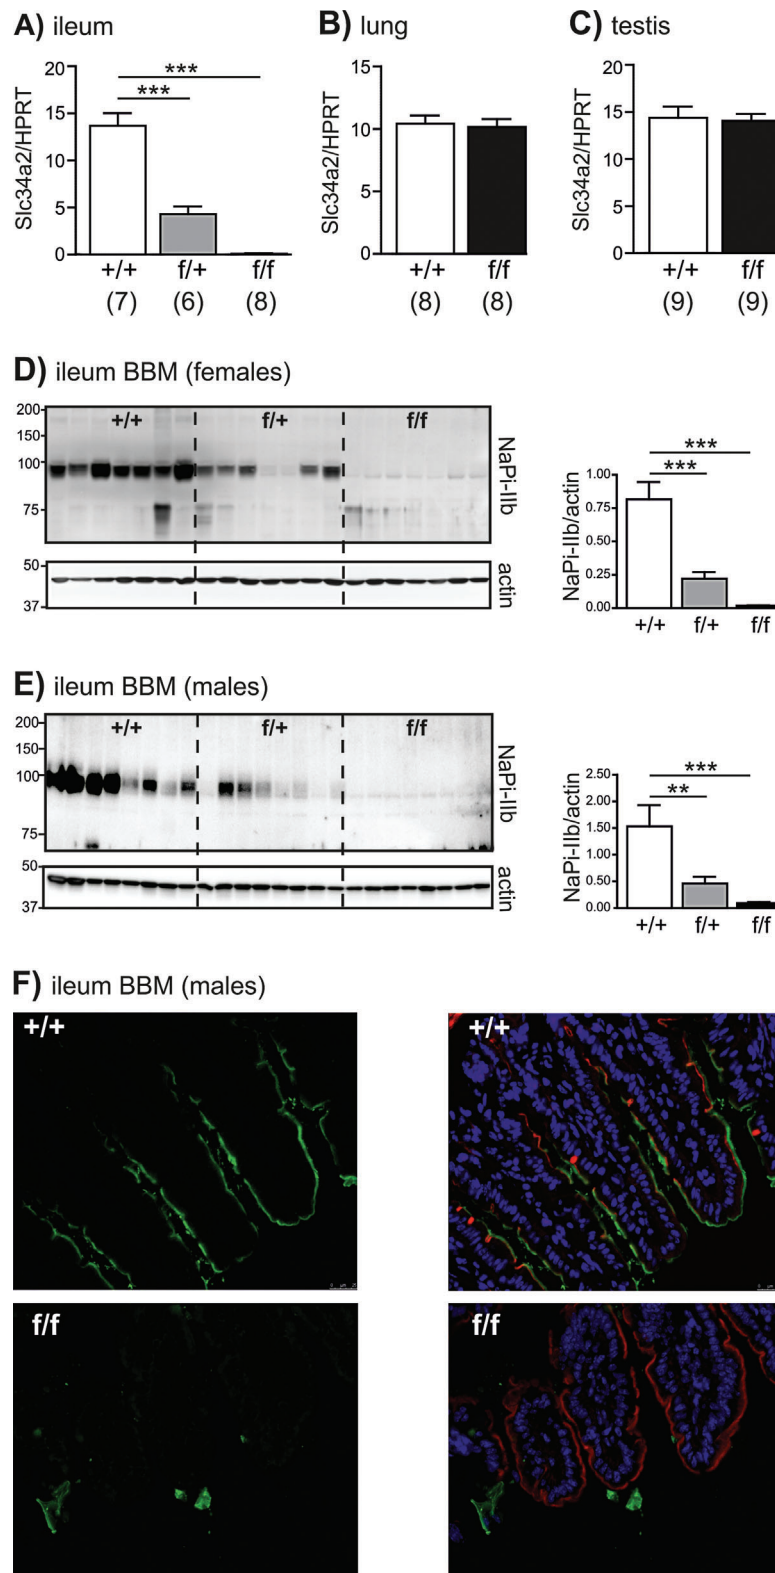 A) ileum
B) lung
C) testis
Slc34a2/HPRT
20
15
10
5
0
***
***
+/+
f/+
f/f
(7)
(6)
(8)
Slc34a2/HPRT
15
10
5
0
+/+
f/f
(8)
(8)
Slc34a2/HPRT
20
15
10
5
0
+/+
f/f
(9)
(9)
D) ileum BBM (females)
200
150
100
75
+/+
f/+
f/f
NaPi-IIb
50
37
actin
NaPi-IIb/actin
1.00
0.75
0.25
0.00
***
***
+/+
f/+
f/f
E) ileum BBM (males)
200
150
100
75
+/+
f/+
f/f
NaPi-IIb
50
37
actin
NaPi-IIb/actin
2.50
2.00
1.50
0.50
0.00
***
**
+/+
f/+
f/f
F) ileum BBM (males)
+/+
+/+
f/f
f/f